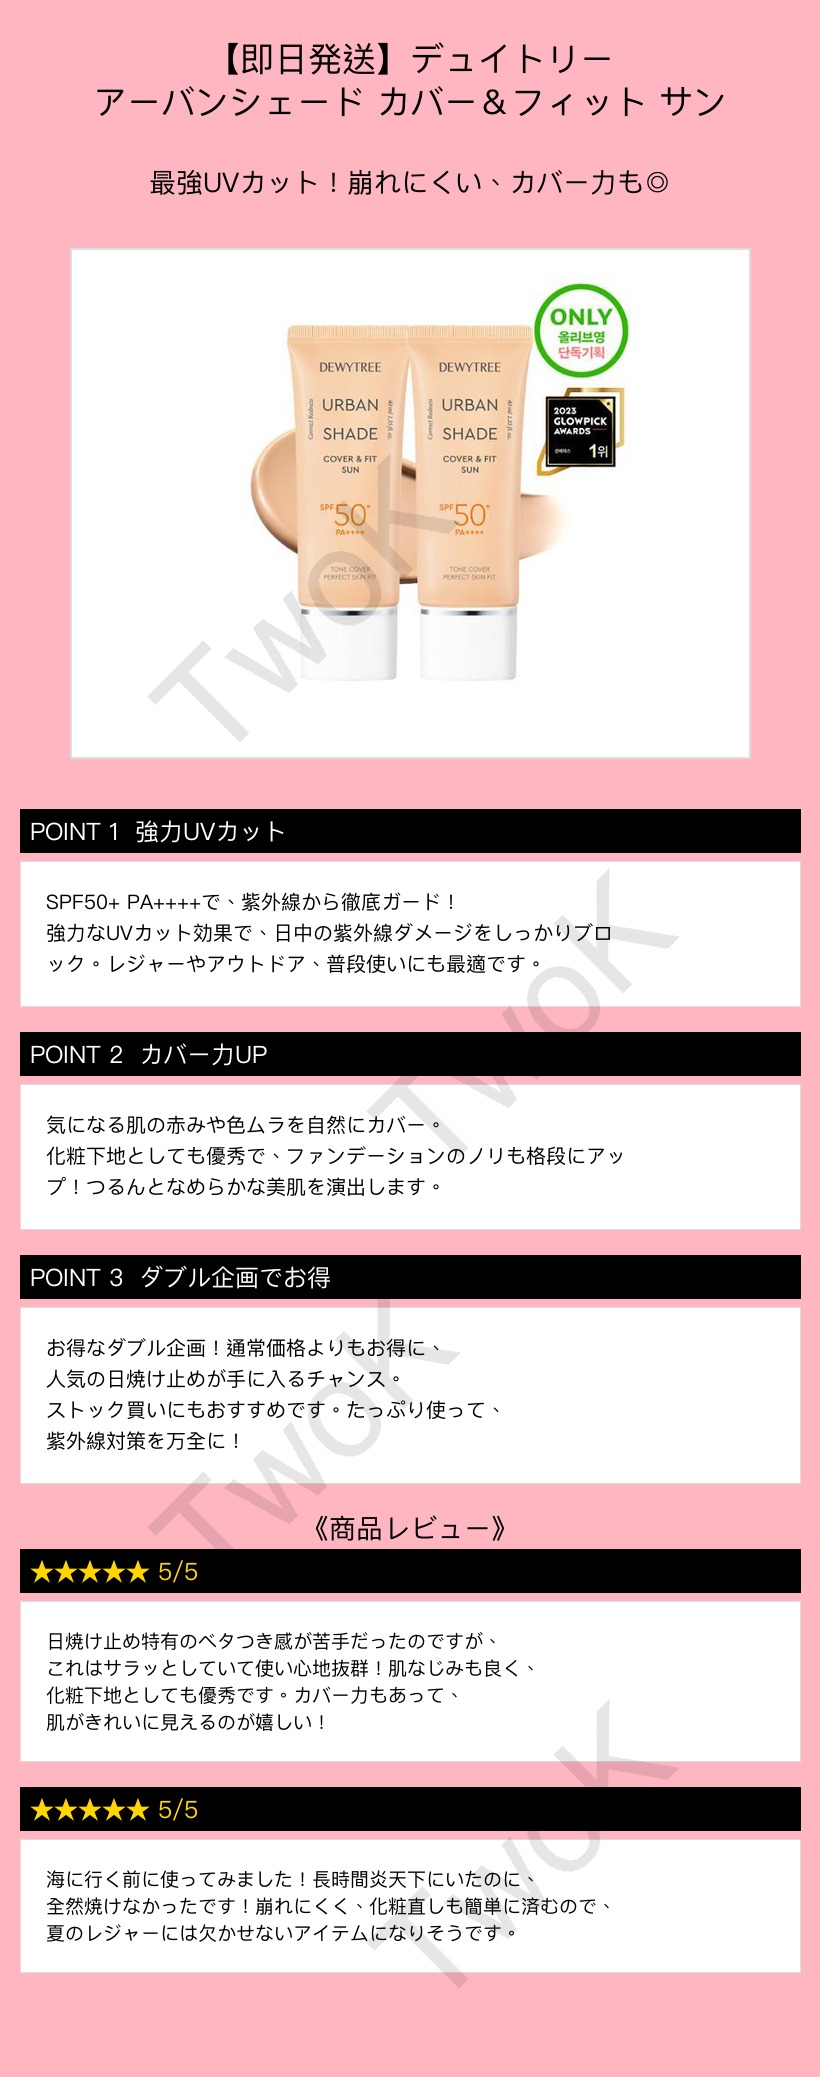 【即日発送】デュイトリー
アーバンシェード カバー＆フィット サン
最強UVカット！崩れにくい、カバー力も◎
ONLY
올리브영
단독기획
2023
GLOWPICK
AWARDS
1위
DEWYTREE
URBAN
SHADE
COVER & FIT
SUN
Correct Redness
SPF 50+
PA++++
TONE COVER
PERFECT SKIN FIT
DEWYTREE
URBAN
SHADE
COVER & FIT
SUN
Correct Redness
SPF 50+
PA++++
TONE COVER
PERFECT SKIN FIT
TwoK
POINT 1 強力UVカット
SPF50+ PA++++で、紫外線から徹底ガード！
強力なUVカット効果で、日中の紫外線ダメージをしっかりブロ
ック。レジャーやアウトドア、普段使いにも最適です。
TwoK
POINT 2 カバー力UP
気になる肌の赤みや色ムラを自然にカバー。
化粧下地としても優秀で、ファンデーションのノリも格段にアッ
プ！つるんとなめらかな美肌を演出します。
POINT 3 ダブル企画でお得
お得なダブル企画！通常価格よりもお得に、
人気の日焼け止めが手に入るチャンス。
ストック買いにもおすすめです。たっぷり使って、
紫外線対策を万全に！
TwoK
《商品レビュー》
★★★★★ 5/5
日焼け止め特有のベタつき感が苦手だったのですが、
これはサラッとしていて使い心地抜群！肌なじみも良く、
化粧下地としても優秀です。カバー力もあって、
肌がきれいに見えるのが嬉しい！
★★★★★ 5/5
海に行く前に使ってみました！長時間炎天下にいたのに、
全然焼けなかったです！崩れにくく、化粧直しも簡単に済むので、
夏のレジャーには欠かせないアイテムになりそうです。
TwoK